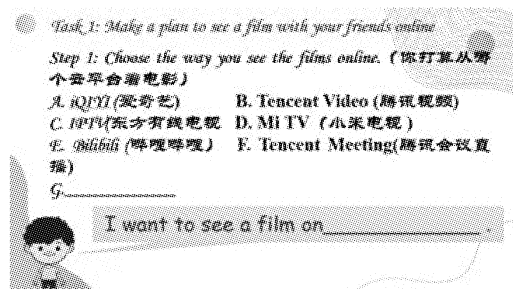 Task 1: Make a plan to see a film with your friends online
Step 1: Choose the way you see the films online.（你打算从哪
个云平台看电影）
A. iQIYI (爱奇艺) B. Tencent Video (腾讯视频)
C. IPTV(东方有线电视 D. Mi TV（小米电视）
E. Bilibili (哔哩哔哩） F. Tencent Meeting(腾讯会议直
播)
G.________________
I want to see a film on________________ .